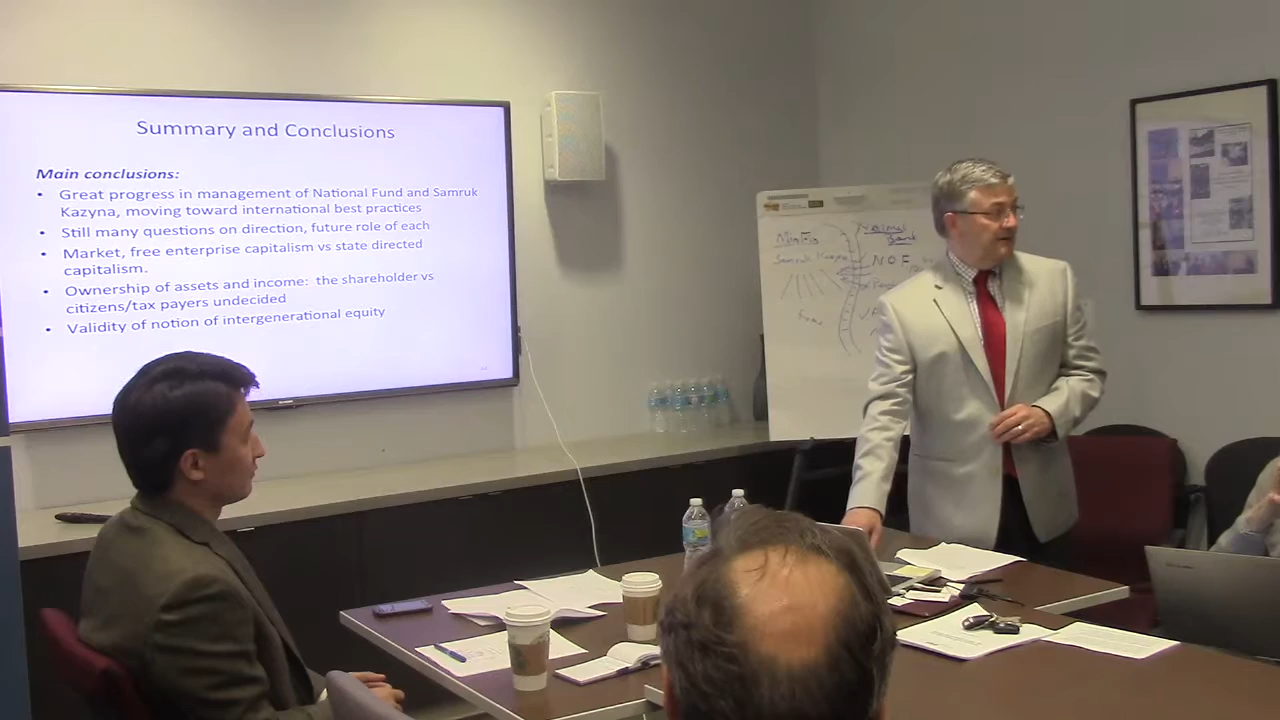 Summary and Conclusions
Main conclusions:
• Great progress in management of National Fund and Samruk
Kazyna, moving toward international best practices
• Still many questions on direction, future role of each
• Market, free enterprise capitalism vs state directed
capitalism.
• Ownership of assets and income: the shareholder vs
citizens/tax payers undecided
• Validity of notion of intergenerational equity
National
Bank
Samruk Kazyna
NOF